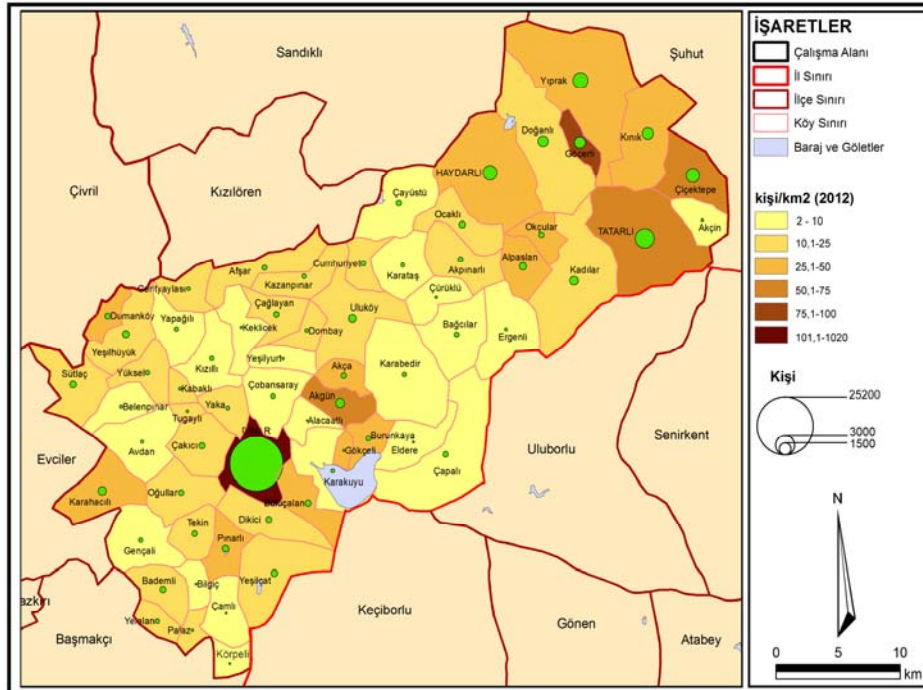 Sandıklı
Şuhut
Yıprak
Doğanlı
Göçerli
Kınık
HAYDARLI
Çiçektepe
Çivril
Kızılören
Çayüstü
Ocaklı
Okçular
TATARLI
Akçin
Cumhuriyet
Afşar
Kazanpınar
Karataş
Akpınarlı
Alpaslan
Kadılar
Cerityaylası
Çağlayan
Uluköy
Çürüklü
Dumanköy
Yapağılı
Keklicek
Dombay
Bağcılar
Ergenli
Yeşilhüyük
Kızıllı
Yeşilyurt
Akça
Karabedir
Sütlaç
Yüksel
Kabaklı
Çobansaray
Akgün
Belenpınar
Tugaylı
Yaka
Alacaatlı
Avdan
Çakıcı
Burunkaya
Gökçeli
Eldere
Çapalı
Uluborlu
Senirkent
Evciler
Karakuyu
Karahacılı
Oğullar
Dikici
Tekin
Pınarlı
Gençali
Bademli
Bilgiç
Yeşilçat
Çamlı
Yelalan
Palaz
Körpeli
Keçiborlu
Gönen
Atabey
azkırı
Başmakçı
İŞARETLER
Çalışma Alanı
İl Sınırı
İlçe Sınırı
Köy Sınırı
Baraj ve Göletler
kişi/km2 (2012)
2 - 10
10,1-25
25,1-50
50,1-75
75,1-100
101,1-1020
Kişi
25200
3000
1500
N
0 5 10
km